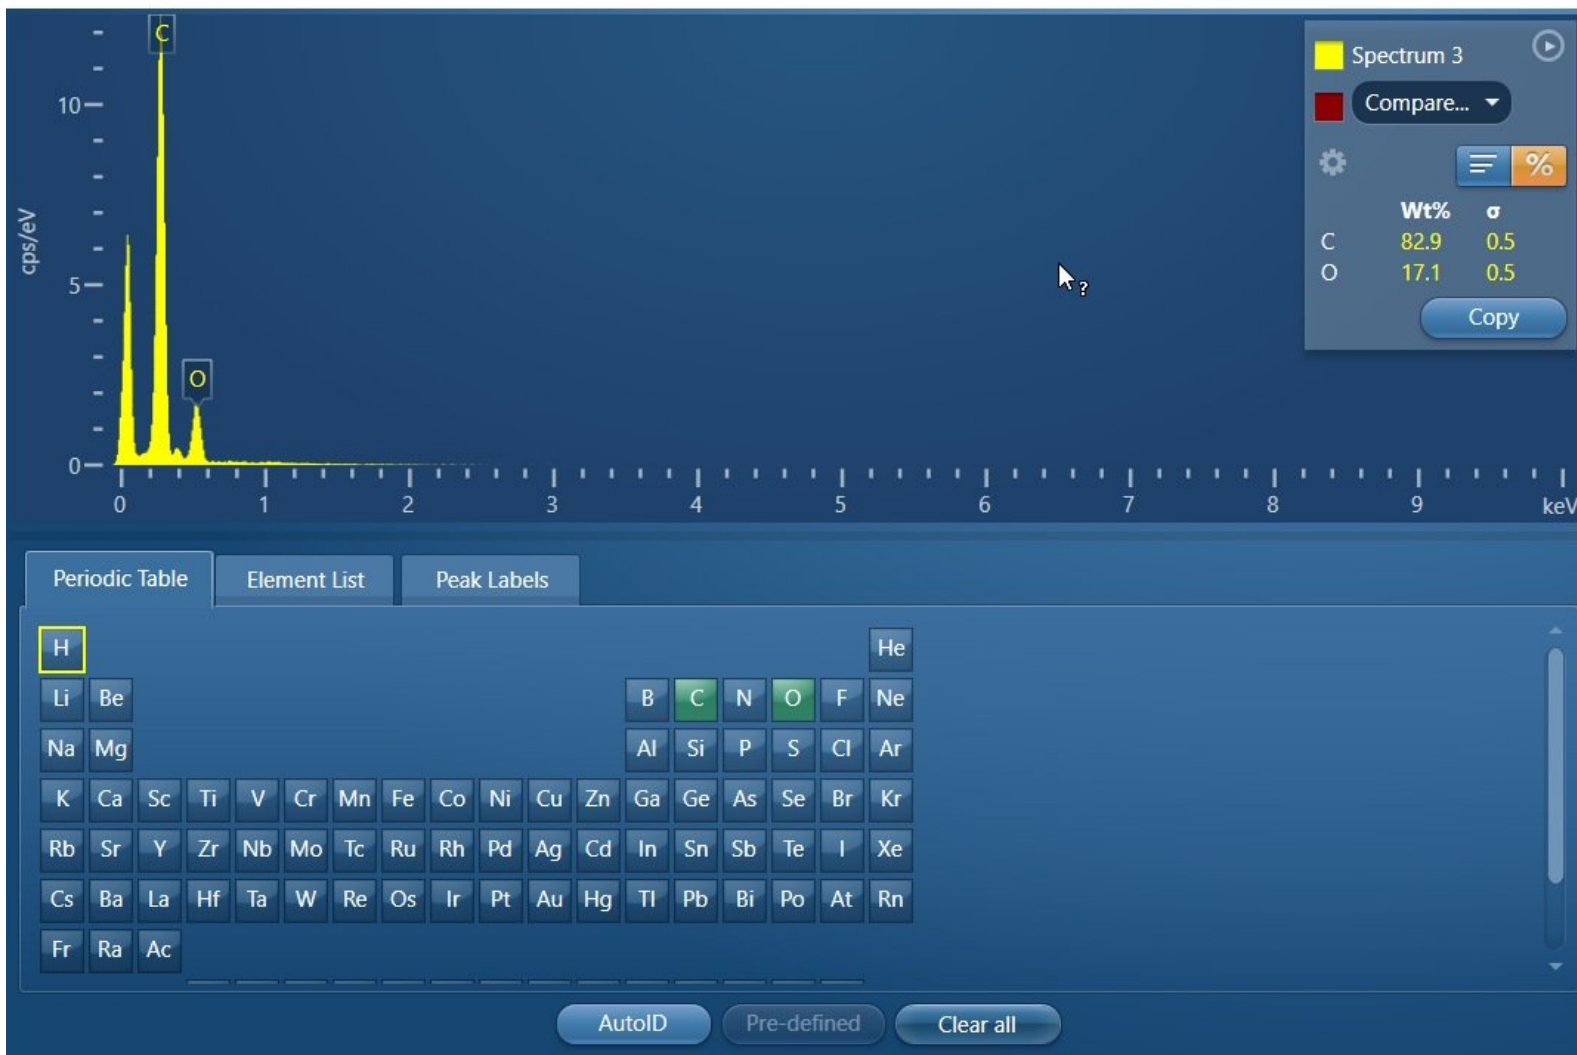 C
10
5
0
cps/eV
O
0 1 2 3 4 5 6 7 8 9 keV
Spectrum 3
Compare...
%
Wt% σ
C 82.9 0.5
O 17.1 0.5
Copy
?
Periodic Table Element List Peak Labels
H He
Li Be B C N O F Ne
Na Mg Al Si P S Cl Ar
K Ca Sc Ti V Cr Mn Fe Co Ni Cu Zn Ga Ge As Se Br Kr
Rb Sr Y Zr Nb Mo Tc Ru Rh Pd Ag Cd In Sn Sb Te I Xe
Cs Ba La Hf Ta W Re Os Ir Pt Au Hg Tl Pb Bi Po At Rn
Fr Ra Ac
AutoID Pre-defined Clear all